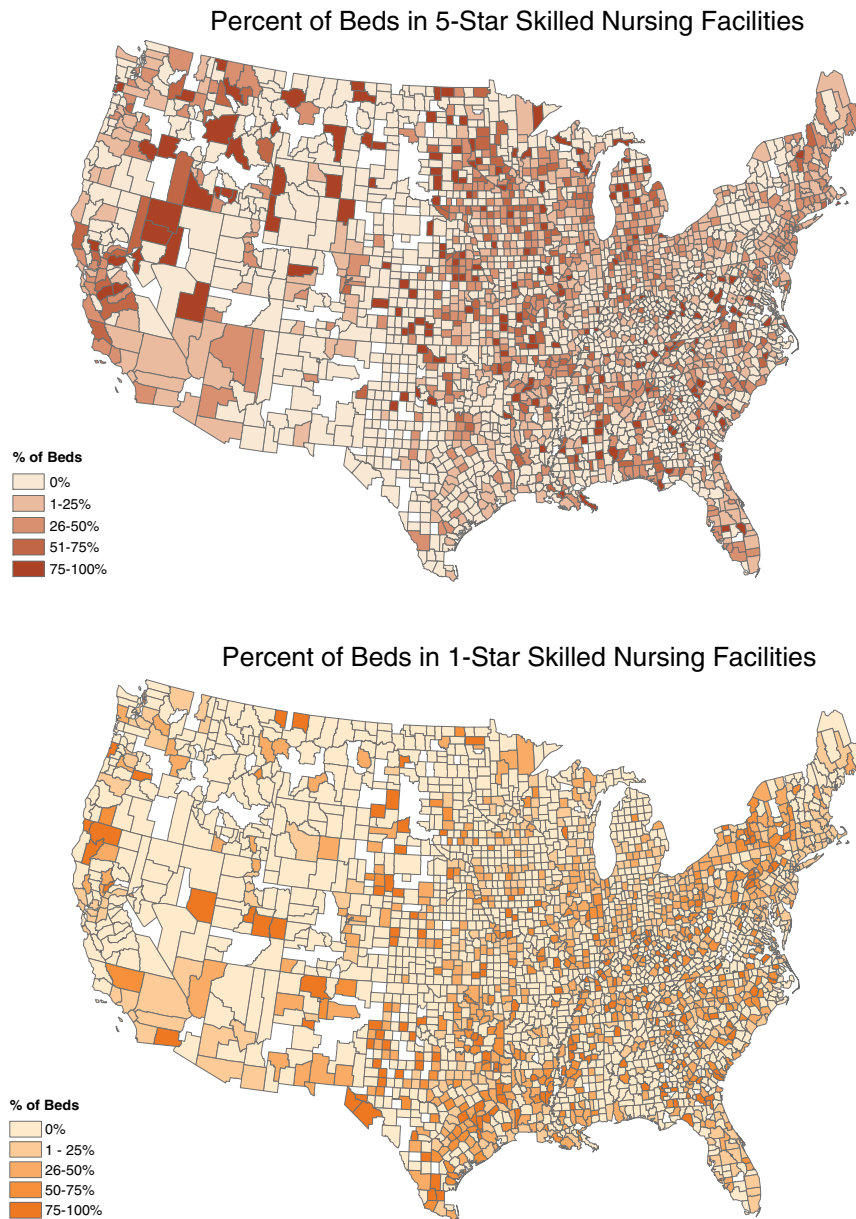 Percent of Beds in 5-Star Skilled Nursing Facilities
% of Beds
0%
1-25%
26-50%
51-75%
75-100%
Percent of Beds in 1-Star Skilled Nursing Facilities
% of Beds
0%
1 - 25%
26-50%
50-75%
75-100%